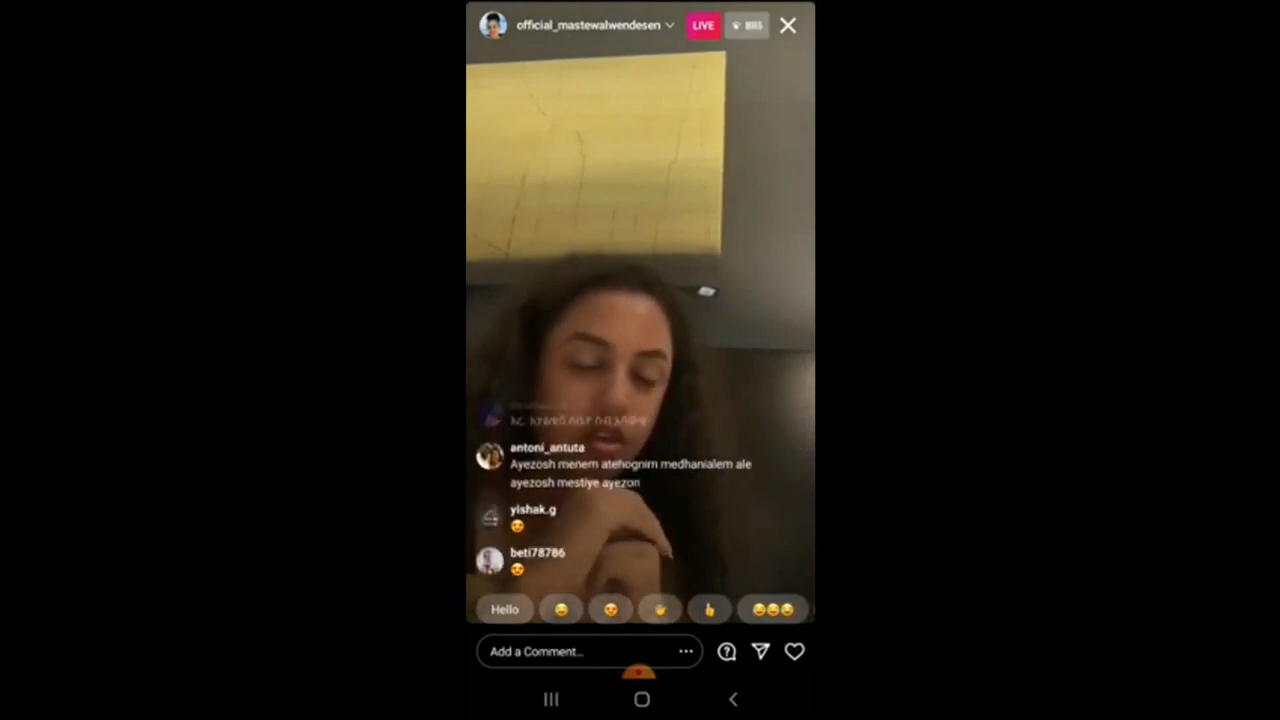 official_mastewalwendesen
LIVE
antoni_antuta
Ayezosh menem atehognim medhanialem ale
ayezosh mestiye ayezon
yishak.g
beti78786
Hello
Add a Comment...